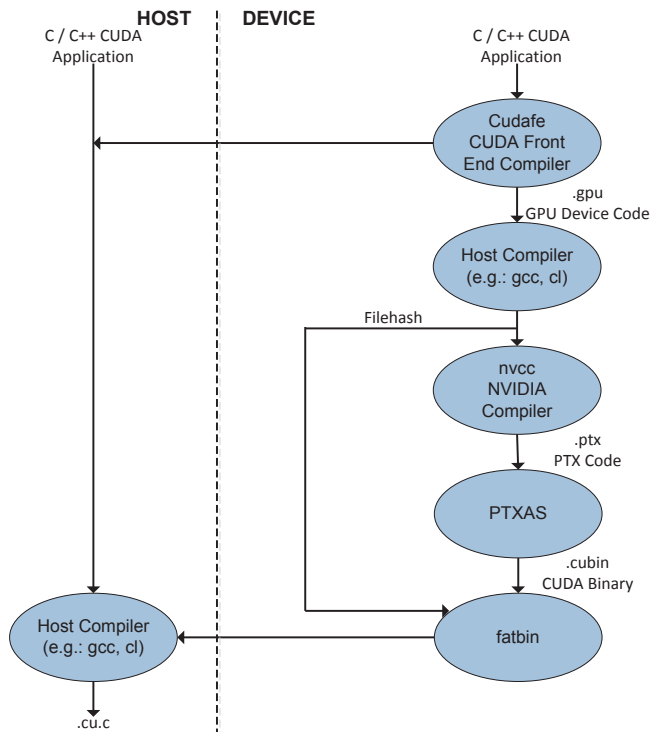 HOST
DEVICE
C / C++ CUDA
Application
C / C++ CUDA
Application
Cudafe
CUDA Front
End Compiler
.gpu
GPU Device Code
Host Compiler
(e.g.: gcc, cl)
Filehash
nvcc
NVIDIA
Compiler
.ptx
PTX Code
PTXAS
.cubin
CUDA Binary
Host Compiler
(e.g.: gcc, cl)
fatbin
.cu.c